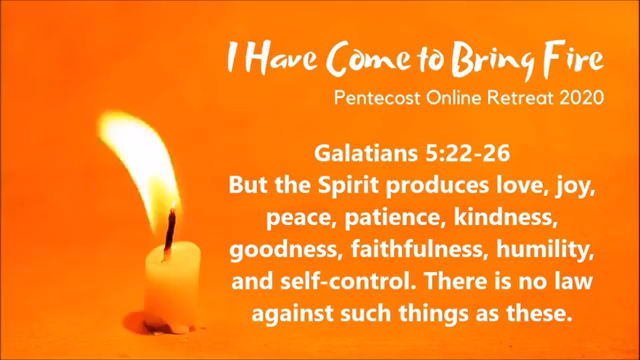 I Have Come to Bring Fire
Pentecost Online Retreat 2020
Galatians 5:22-26
But the Spirit produces love, joy,
peace, patience, kindness,
goodness, faithfulness, humility,
and self-control. There is no law
against such things as these.